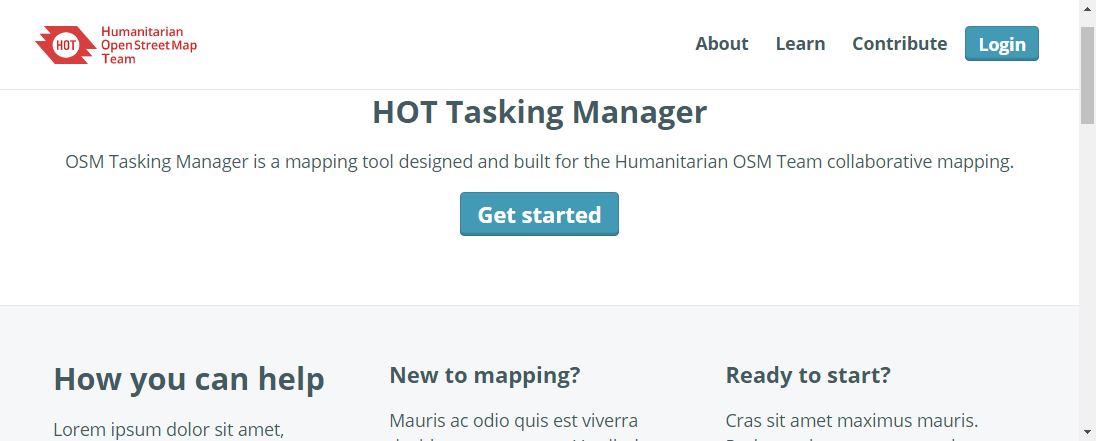 HOT
Humanitarian
OpenStreetMap
Team
About Learn Contribute Login
HOT Tasking Manager
OSM Tasking Manager is a mapping tool designed and built for the Humanitarian OSM Team collaborative mapping.
Get started
How you can help
Lorem ipsum dolor sit amet,
New to mapping?
Mauris ac odio quis est viverra
Ready to start?
Cras sit amet maximus mauris.